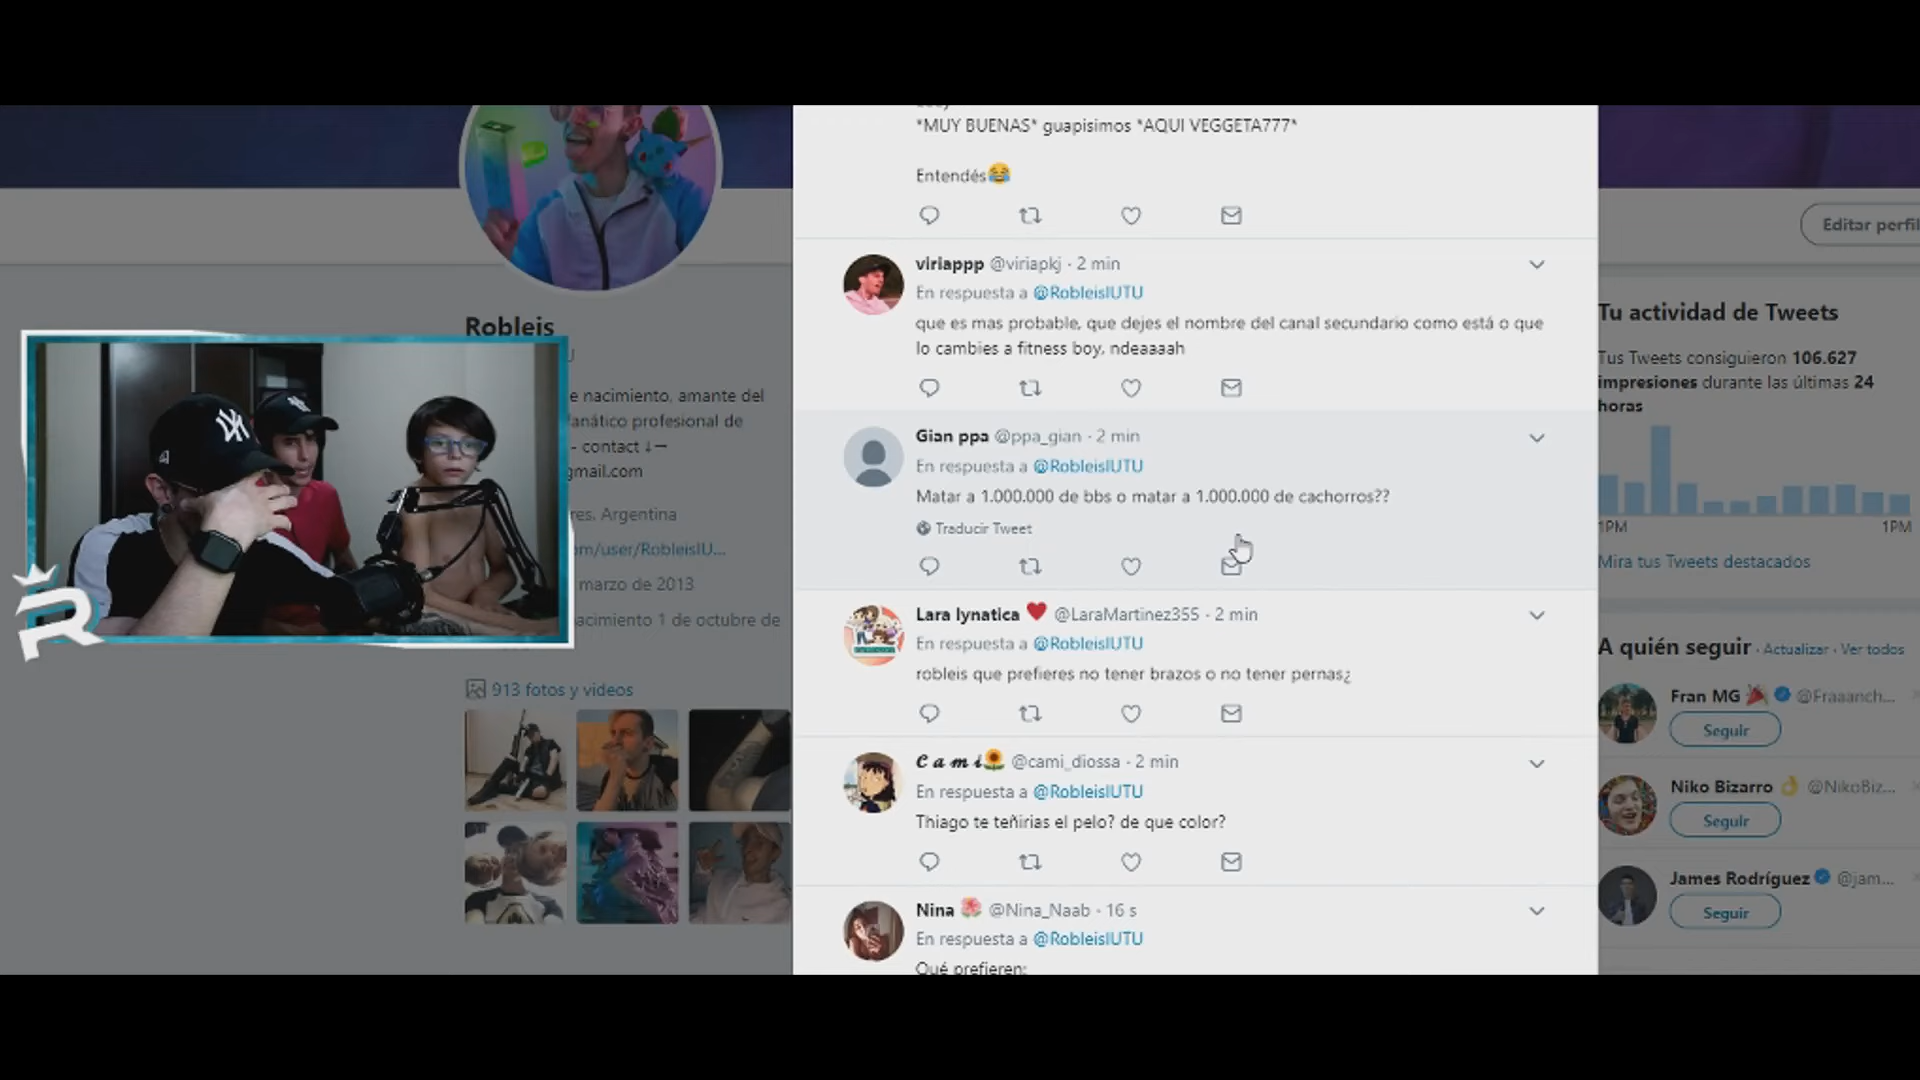 *MUY BUENAS* guapisimos *AQUI VEGGETA777*
Entendés😂
viriappp @viriapkj · 2 min
En respuesta a @RobleisIUTU
que es mas probable, que dejes el nombre del canal secundario como está o que
lo cambies a fitness boy, ndeaaaah
Gian ppa @ppa_gian · 2 min
En respuesta a @RobleisIUTU
Matar a 1.000.000 de bbs o matar a 1.000.000 de cachorros??
Traducir Tweet
Lara lynatica ❤️ @LaraMartinez355 · 2 min
En respuesta a @RobleisIUTU
robleis que prefieres no tener brazos o no tener pernas¿
𝓒𝓪𝓶𝓲🌻 @cami_diossa · 2 min
En respuesta a @RobleisIUTU
Thiago te teñirias el pelo? de que color?
Nina 🌺 @Nina_Naab · 16 s
En respuesta a @RobleisIUTU
Qué prefieren:
Robleis
U
e nacimiento, amante del
anático profesional de
- contact ↓—
gmail.com
res, Argentina
om/user/RobleisIU...
marzo de 2013
acimiento 1 de octubre de
913 fotos y videos
Editar perfil
Tu actividad de Tweets
Tus Tweets consiguieron 106.627
impresiones durante las últimas 24
horas
1PM 1PM
Mira tus Tweets destacados
A quién seguir · Actualizar · Ver todos
Fran MG 🎉 @Fraaanch...
Seguir
Niko Bizarro 👌 @NikoBiz...
Seguir
James Rodríguez @jam...
Seguir
NY
R